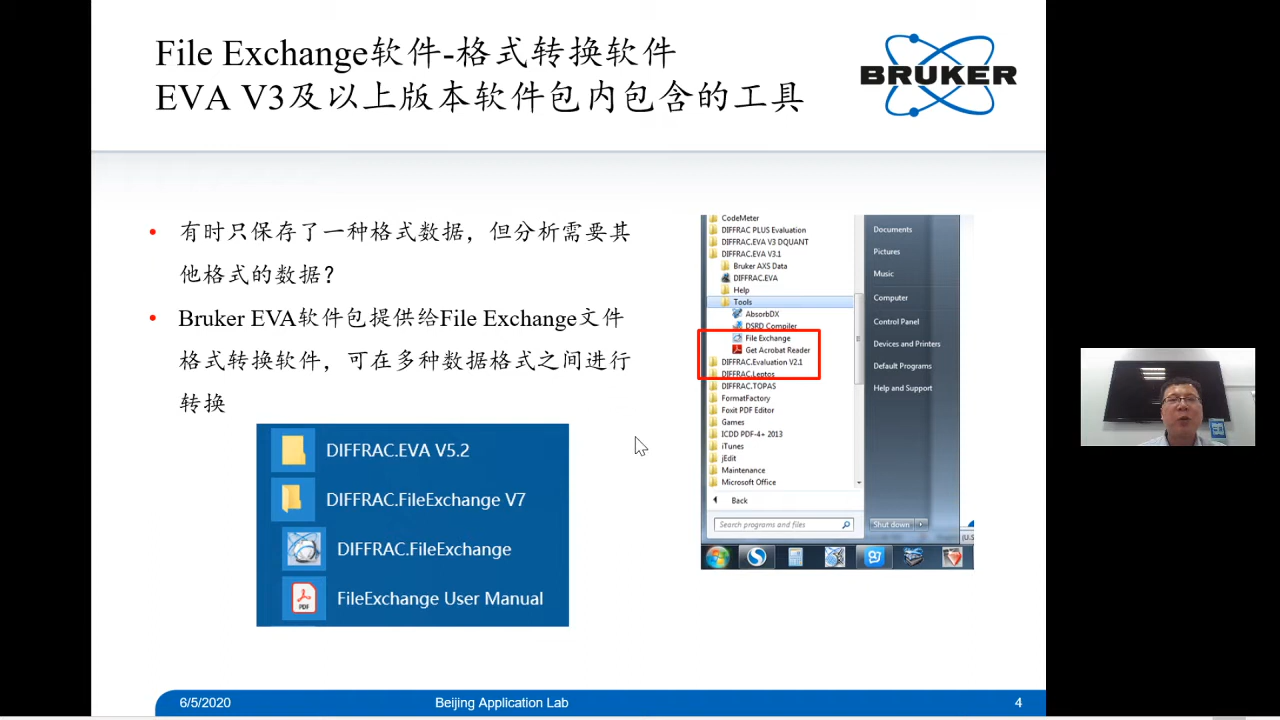 File Exchange软件-格式转换软件
EVA V3及以上版本软件包内包含的工具
BRUKER
• 有时只保存了一种格式数据，但分析需要其
他格式的数据？
• Bruker EVA软件包提供给File Exchange文件
格式转换软件，可在多种数据格式之间进行
转换
DIFFRAC.EVA V5.2
DIFFRAC.FileExchange V7
DIFFRAC.FileExchange
PDF
FileExchange User Manual
CodeMeter
DIFFRAC PLUS Evaluation
DIFFRAC.EVA V3 DQUANT
DIFFRAC.EVA V3.1
Bruker AXS Data
DIFFRAC.EVA
Help
Tools
AbsorbDX
DSRD Compiler
File Exchange
Get Acrobat Reader
DIFFRAC.Evaluation V2.1
DIFFRAC.Leptos
DIFFRAC.TOPAS
FormatFactory
Foxit PDF Editor
Games
ICDD PDF-4+ 2013
iTunes
jEdit
Maintenance
Microsoft Office
Back
Search programs and files
Documents
Pictures
Music
Computer
Control Panel
Devices and Printers
Default Programs
Help and Support
Shut down
6/5/2020
Beijing Application Lab
4